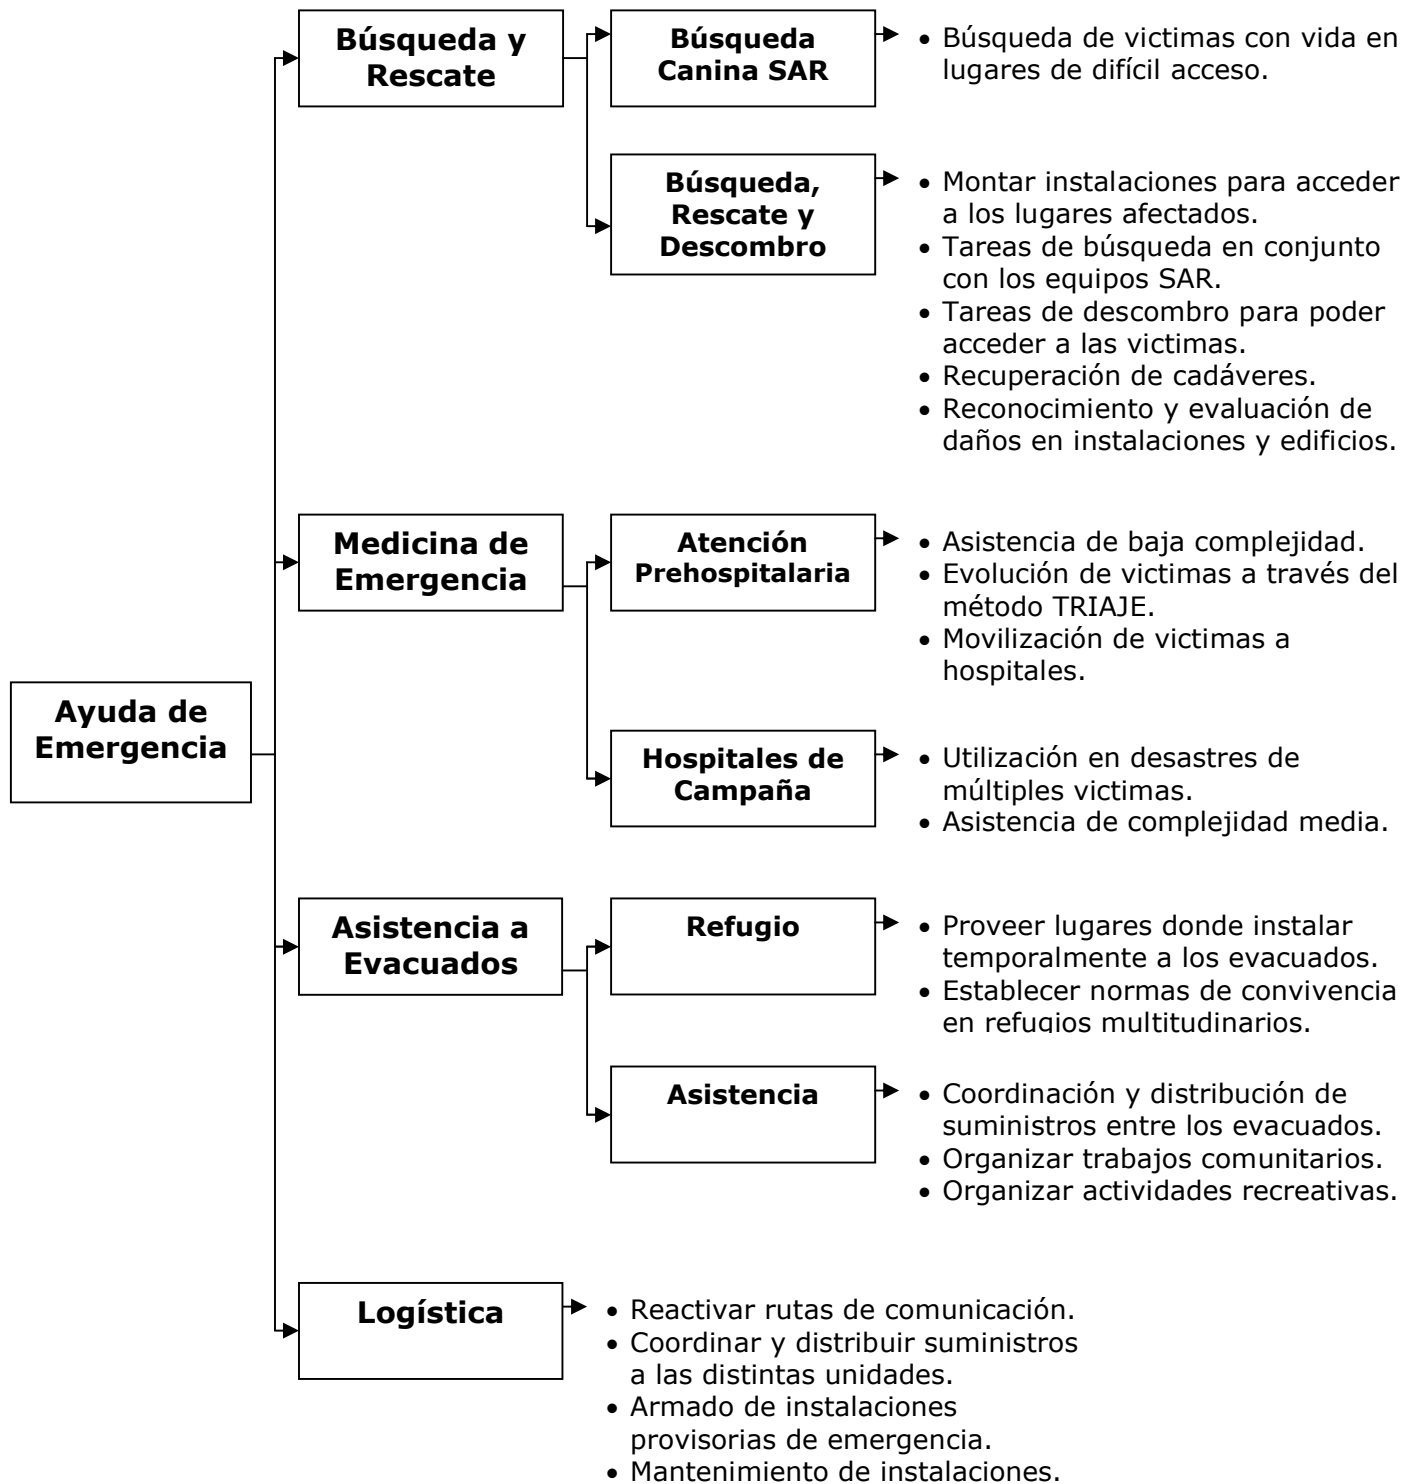 Búsqueda y
Rescate
Búsqueda
Canina SAR
• Búsqueda de victimas con vida en
lugares de difícil acceso.
Búsqueda,
Rescate y
Descombro
• Montar instalaciones para acceder
a los lugares afectados.
• Tareas de búsqueda en conjunto
con los equipos SAR.
• Tareas de descombro para poder
acceder a las victimas.
• Recuperación de cadáveres.
• Reconocimiento y evaluación de
daños en instalaciones y edificios.
Medicina de
Emergencia
Atención
Prehospitalaria
• Asistencia de baja complejidad.
• Evolución de victimas a través del
método TRIAJE.
• Movilización de victimas a
hospitales.
Ayuda de
Emergencia
Hospitales de
Campaña
• Utilización en desastres de
múltiples victimas.
• Asistencia de complejidad media.
Asistencia a
Evacuados
Refugio
• Proveer lugares donde instalar
temporalmente a los evacuados.
• Establecer normas de convivencia
en refugios multitudinarios.
Asistencia
• Coordinación y distribución de
suministros entre los evacuados.
• Organizar trabajos comunitarios.
• Organizar actividades recreativas.
Logística
• Reactivar rutas de comunicación.
• Coordinar y distribuir suministros
a las distintas unidades.
• Armado de instalaciones
provisorias de emergencia.
• Mantenimiento de instalaciones.